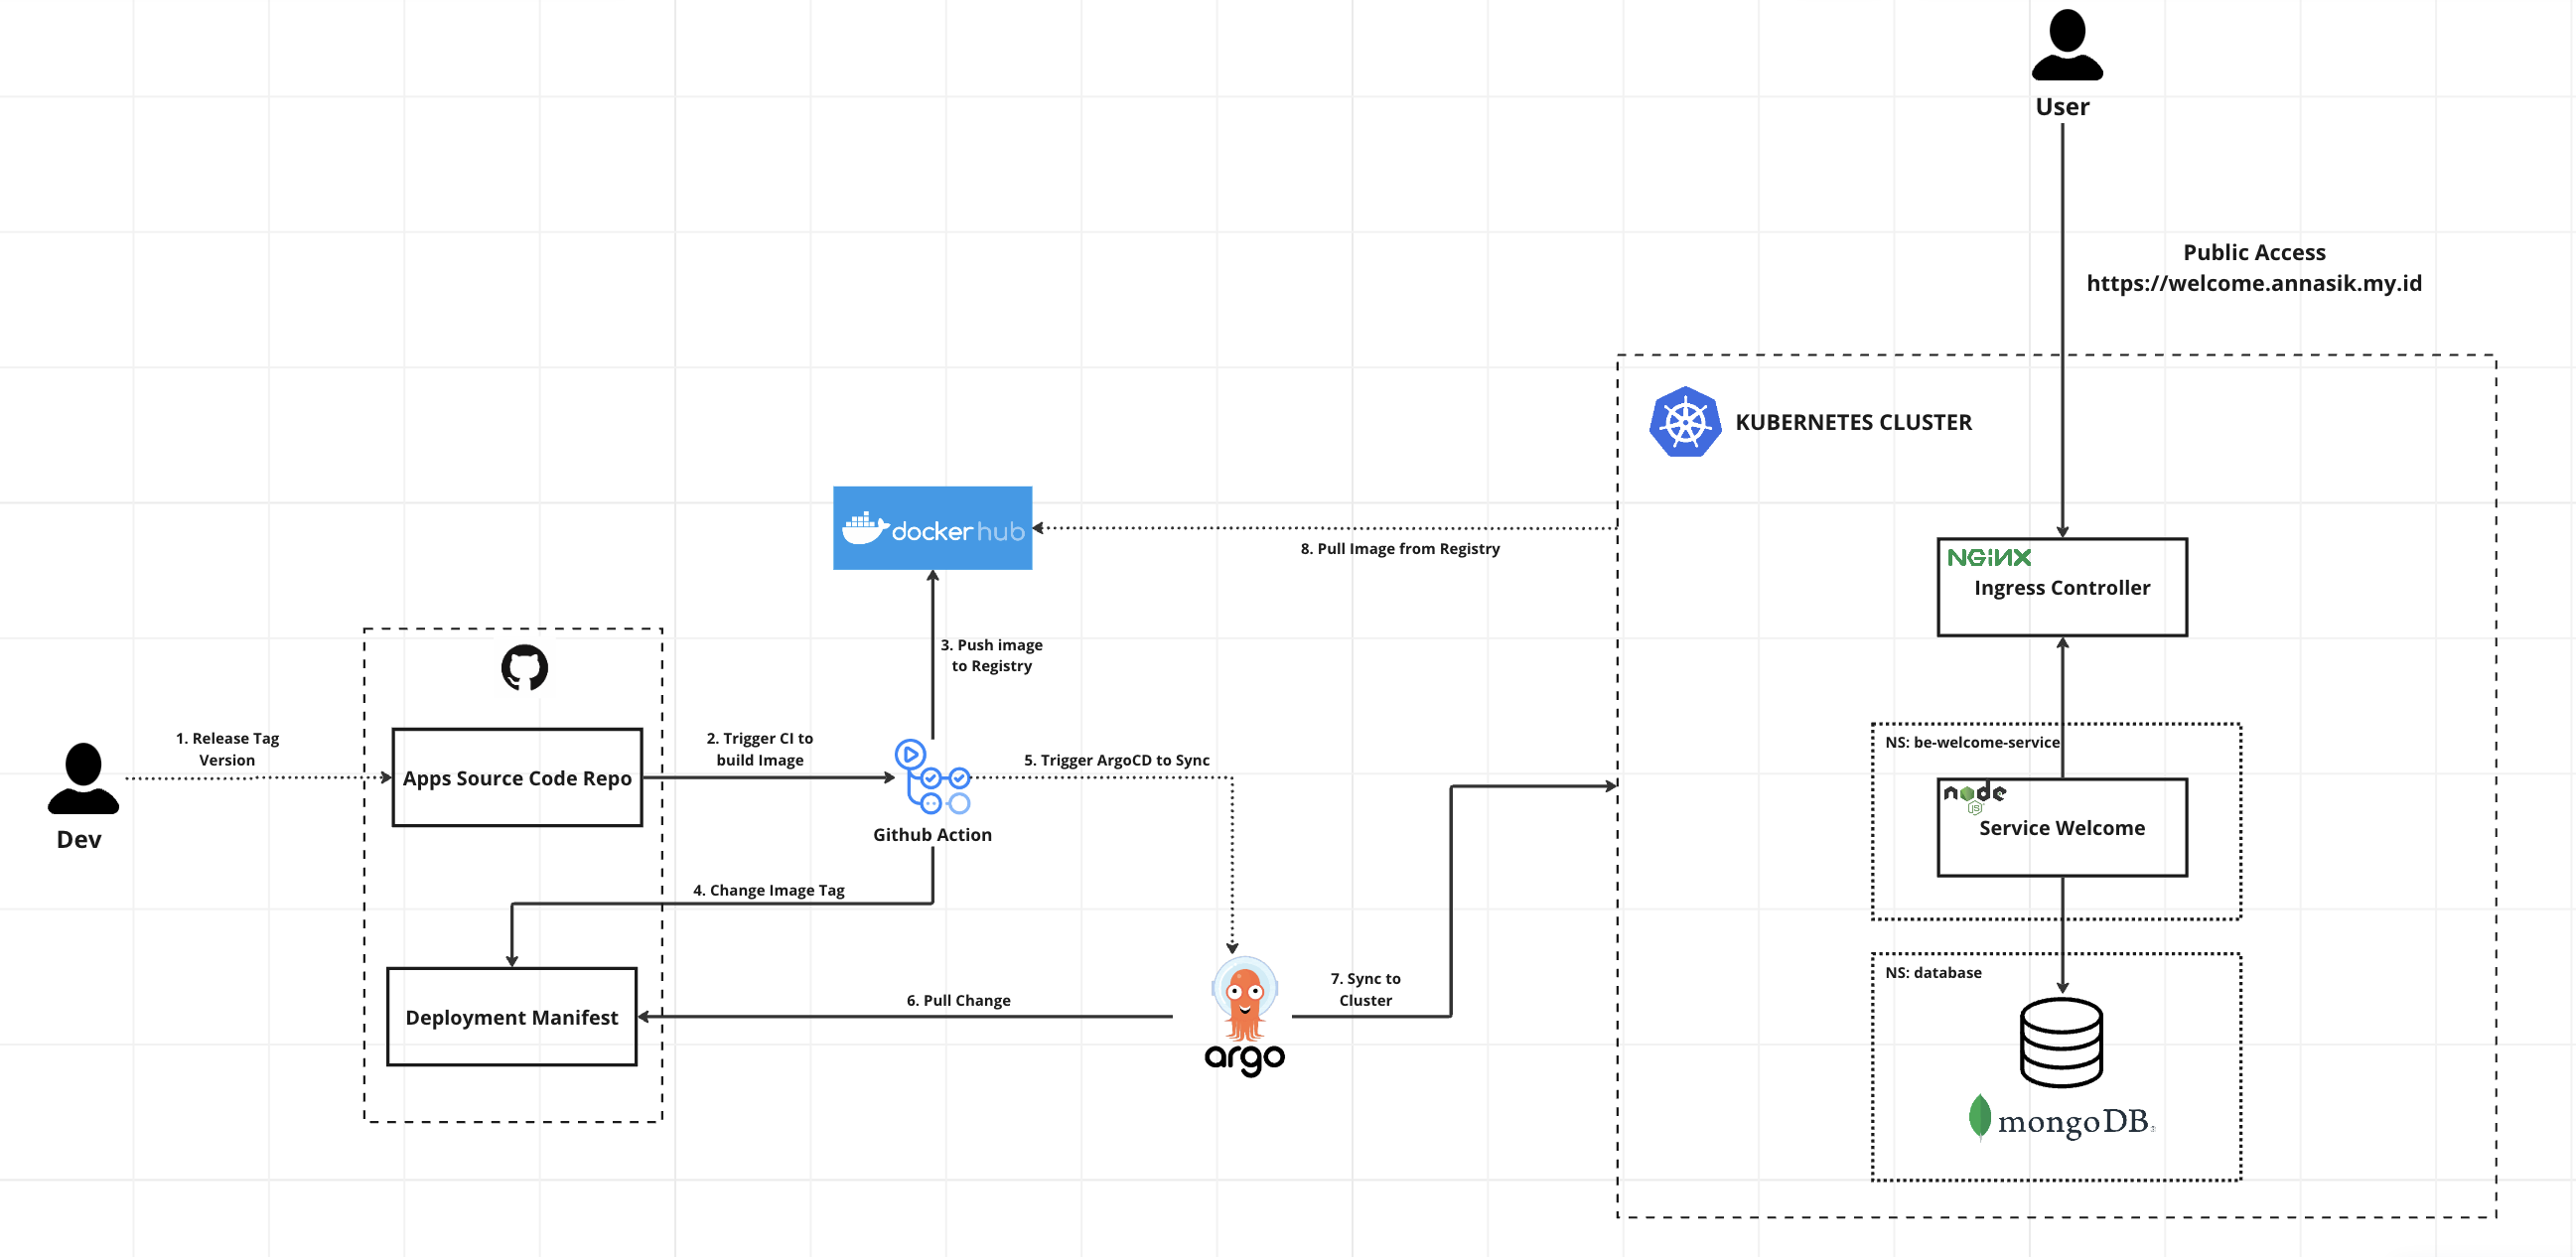 User
Public Access
https://welcome.annasik.my.id
KUBERNETES CLUSTER
dockerhub
8. Pull Image from Registry
NGINX
Ingress Controller
3. Push image
to Registry
1. Release Tag
Version
Dev
Apps Source Code Repo
2. Trigger CI to
build Image
Github Action
5. Trigger ArgoCD to Sync
4. Change Image Tag
Deployment Manifest
6. Pull Change
argo
7. Sync to
Cluster
NS: be-welcome-service
node
JS
Service Welcome
NS: database
mongoDB